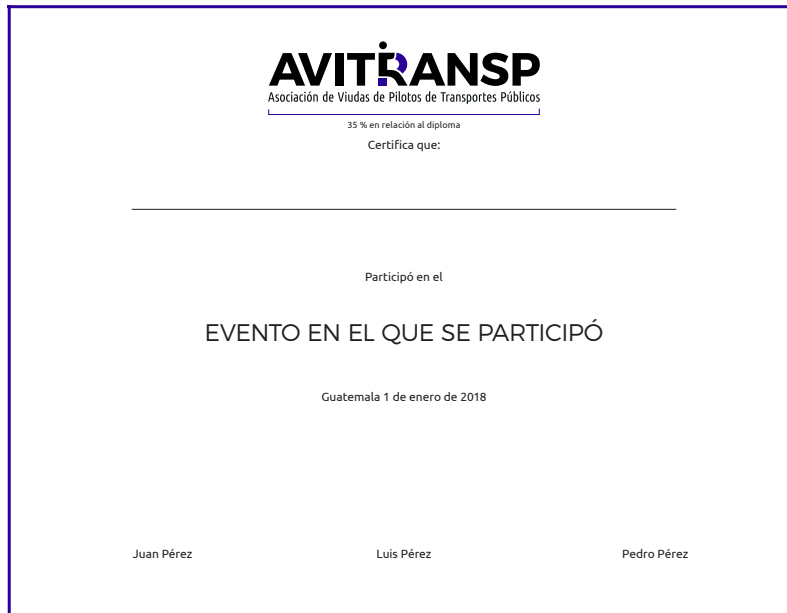 AVITRANSP
Asociación de Viudas de Pilotos de Transportes Públicos
35 % en relación al diploma
Certifica que:
Participó en el
EVENTO EN EL QUE SE PARTICIPÓ
Guatemala 1 de enero de 2018
Juan Pérez Luis Pérez Pedro Pérez